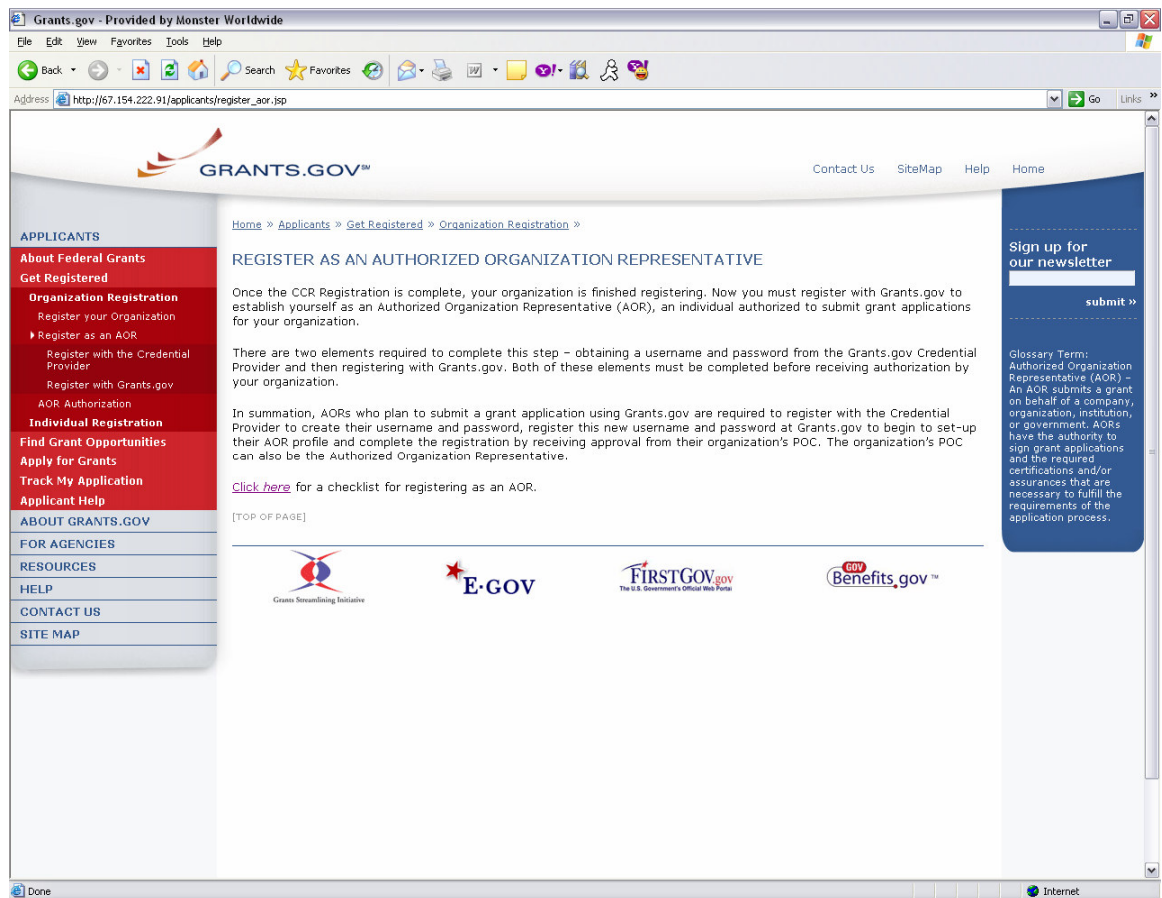 Grants.gov - Provided by Monster Worldwide
File Edit View Favorites Tools Help
Back Search Favorites
Address http://67.154.222.91/applicants/register_aor.jsp Go Links »
GRANTS.GOV℠
Contact Us SiteMap Help Home
APPLICANTS
About Federal Grants
Get Registered
Organization Registration
Register your Organization
Register as an AOR
Register with the Credential
Provider
Register with Grants.gov
AOR Authorization
Individual Registration
Find Grant Opportunities
Apply for Grants
Track My Application
Applicant Help
ABOUT GRANTS.GOV
FOR AGENCIES
RESOURCES
HELP
CONTACT US
SITE MAP
Home » Applicants » Get Registered » Organization Registration »
REGISTER AS AN AUTHORIZED ORGANIZATION REPRESENTATIVE
Once the CCR Registration is complete, your organization is finished registering. Now you must register with Grants.gov to
establish yourself as an Authorized Organization Representative (AOR), an individual authorized to submit grant applications
for your organization.
There are two elements required to complete this step – obtaining a username and password from the Grants.gov Credential
Provider and then registering with Grants.gov. Both of these elements must be completed before receiving authorization by
your organization.
In summation, AORs who plan to submit a grant application using Grants.gov are required to register with the Credential
Provider to create their username and password, register this new username and password at Grants.gov to begin to set-up
their AOR profile and complete the registration by receiving approval from their organization's POC. The organization's POC
can also be the Authorized Organization Representative.
Click here for a checklist for registering as an AOR.
[TOP OF PAGE]
Grants Streamlining Initiative
E·GOV
FIRSTGOV.gov
The U.S. Government's Official Web Portal
GOV
Benefits.gov ™
Sign up for
our newsletter
submit »
Glossary Term:
Authorized Organization
Representative (AOR) –
An AOR submits a grant
on behalf of a company,
organization, institution,
or government. AORs
have the authority to
sign grant applications
and the required
certifications and/or
assurances that are
necessary to fulfill the
requirements of the
application process.
Done Internet